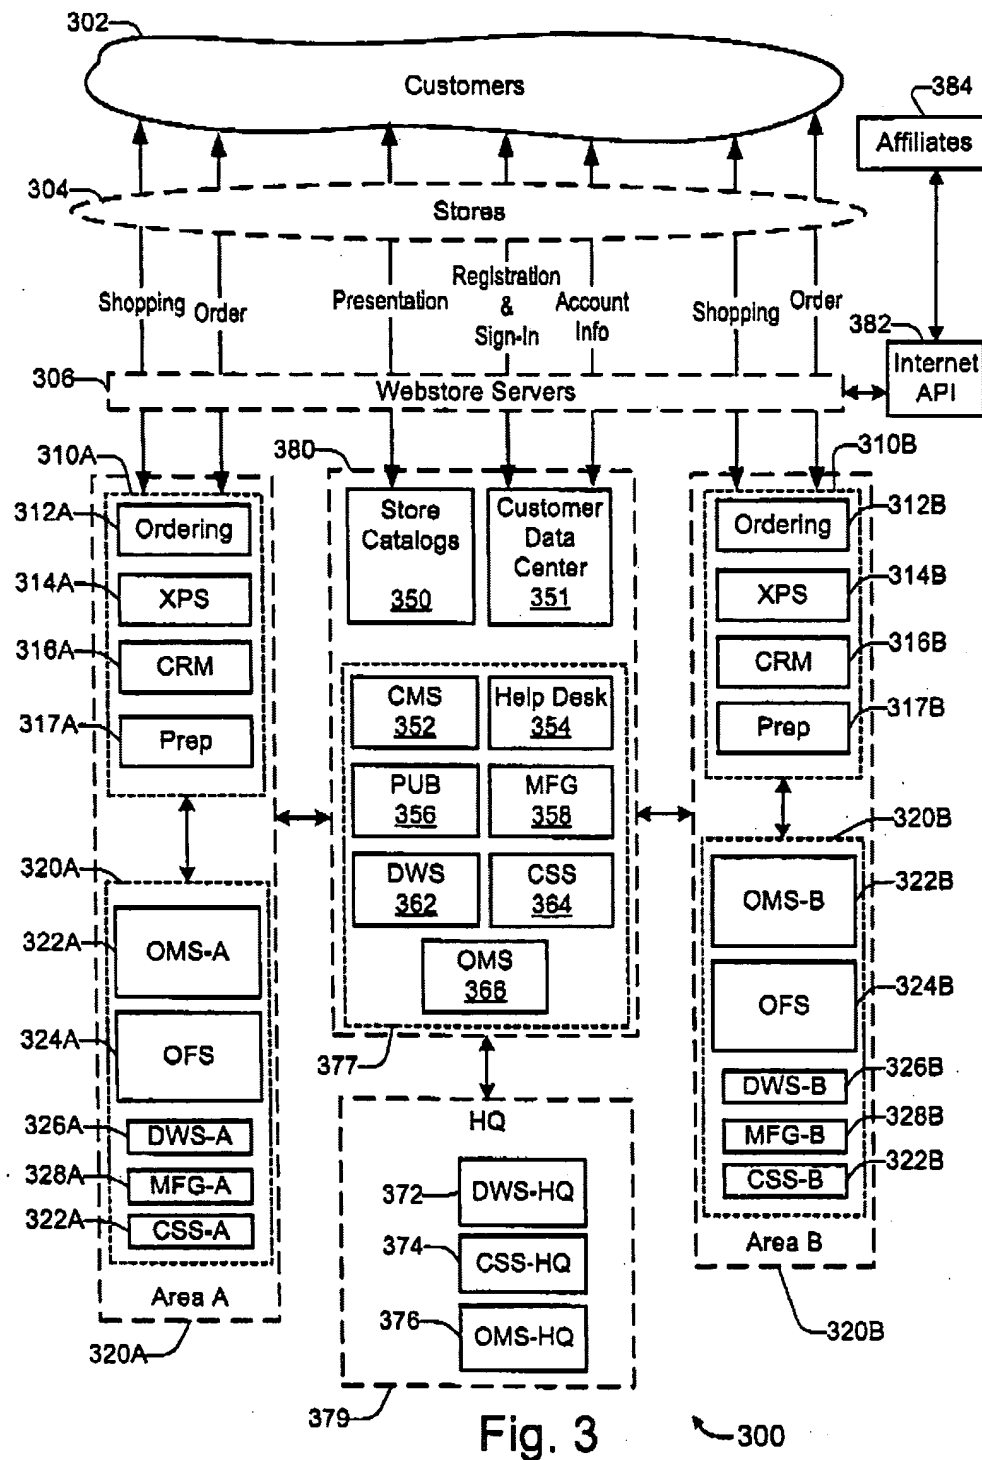 302
Customers
384
Affiliates
304
Stores
Shopping
Order
Presentation
Registration
&
Sign-In
Account
Info
Shopping
Order
382
Internet
API
306
Webstore Servers
310A
312A
Ordering
314A
XPS
316A
CRM
317A
Prep
320A
322A
OMS-A
324A
OFS
326A
DWS-A
328A
MFG-A
322A
CSS-A
Area A
320A
380
Store
Catalogs
350
Customer
Data
Center
351
CMS
352
Help Desk
354
PUB
356
MFG
358
DWS
362
CSS
364
OMS
368
377
HQ
372
DWS-HQ
374
CSS-HQ
376
OMS-HQ
379
310B
Ordering
312B
XPS
314B
CRM
316B
Prep
317B
320B
OMS-B
322B
OFS
324B
DWS-B
326B
MFG-B
328B
CSS-B
322B
Area B
320B
Fig. 3
300